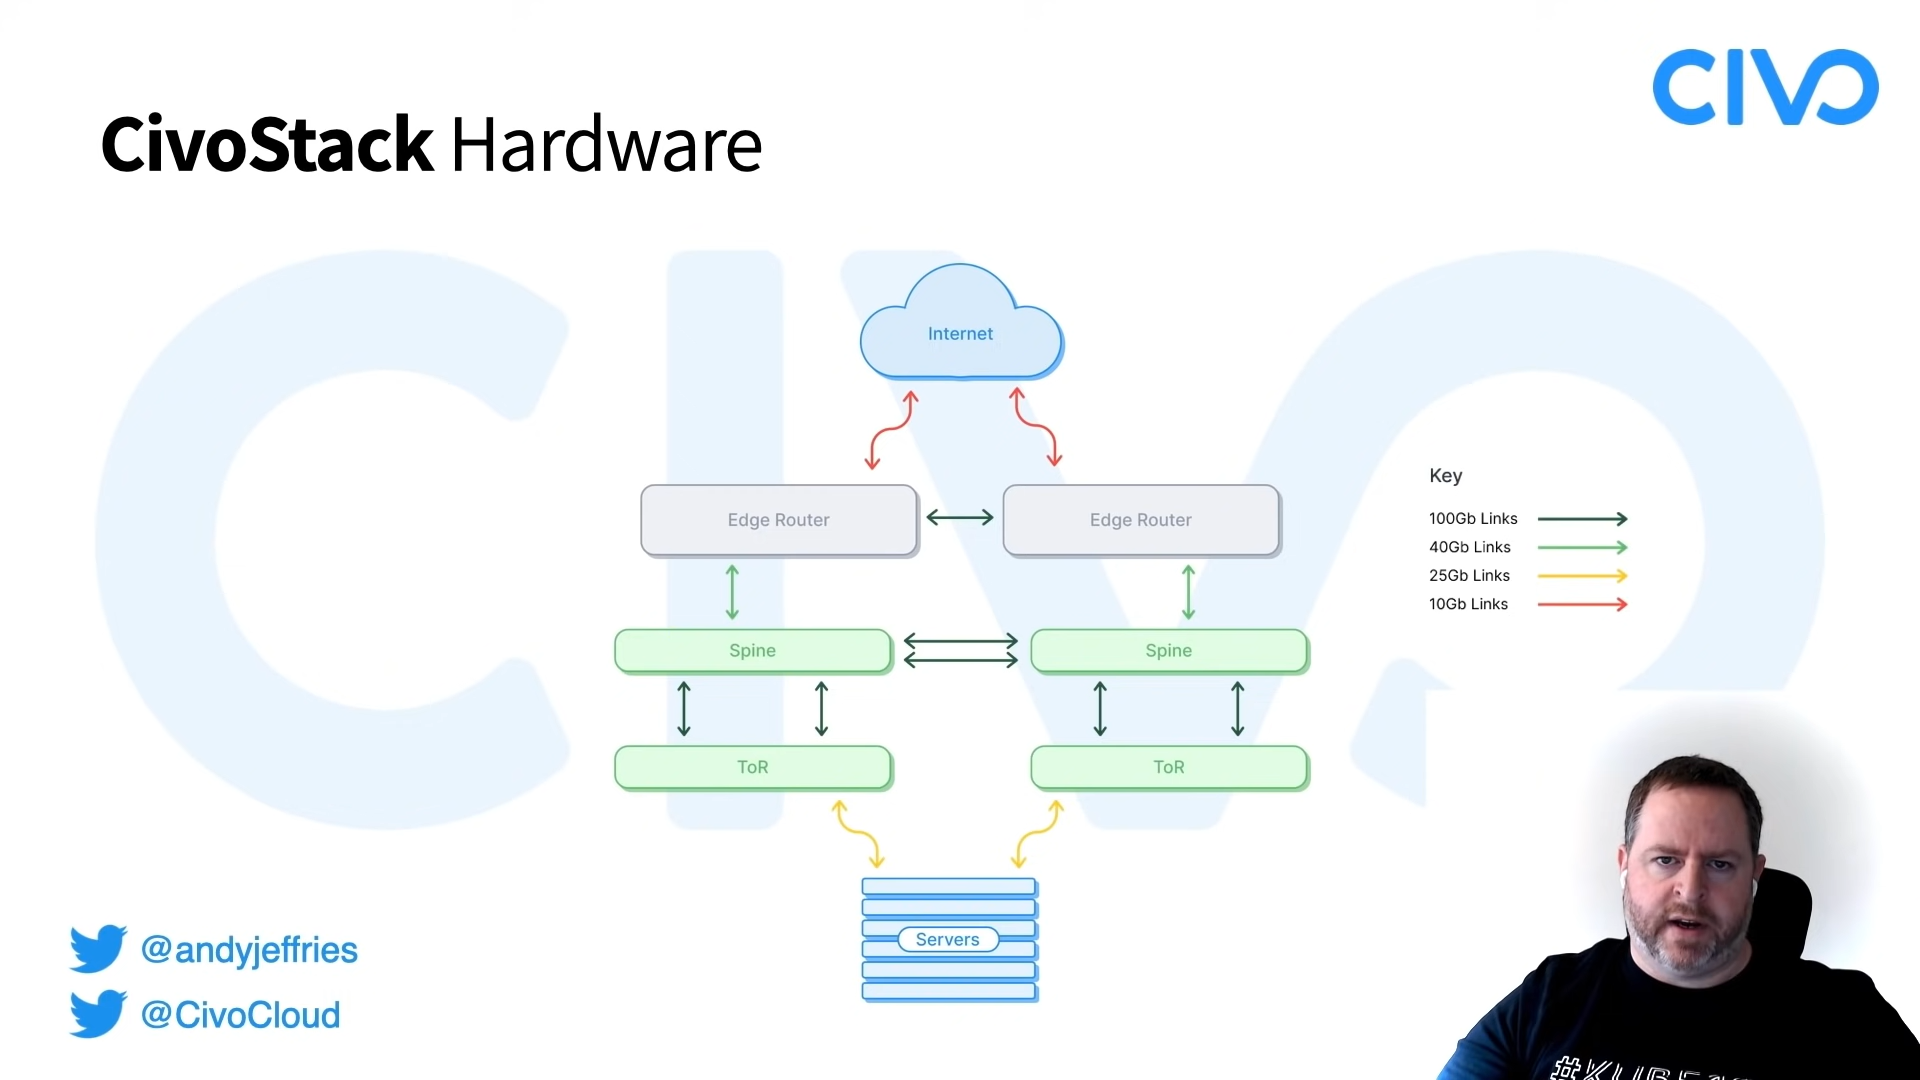 CIVO
CivoStack Hardware
Internet
Edge Router
Edge Router
Key
100Gb Links
40Gb Links
25Gb Links
10Gb Links
Spine
Spine
ToR
ToR
Servers
@andyjeffries
@CivoCloud